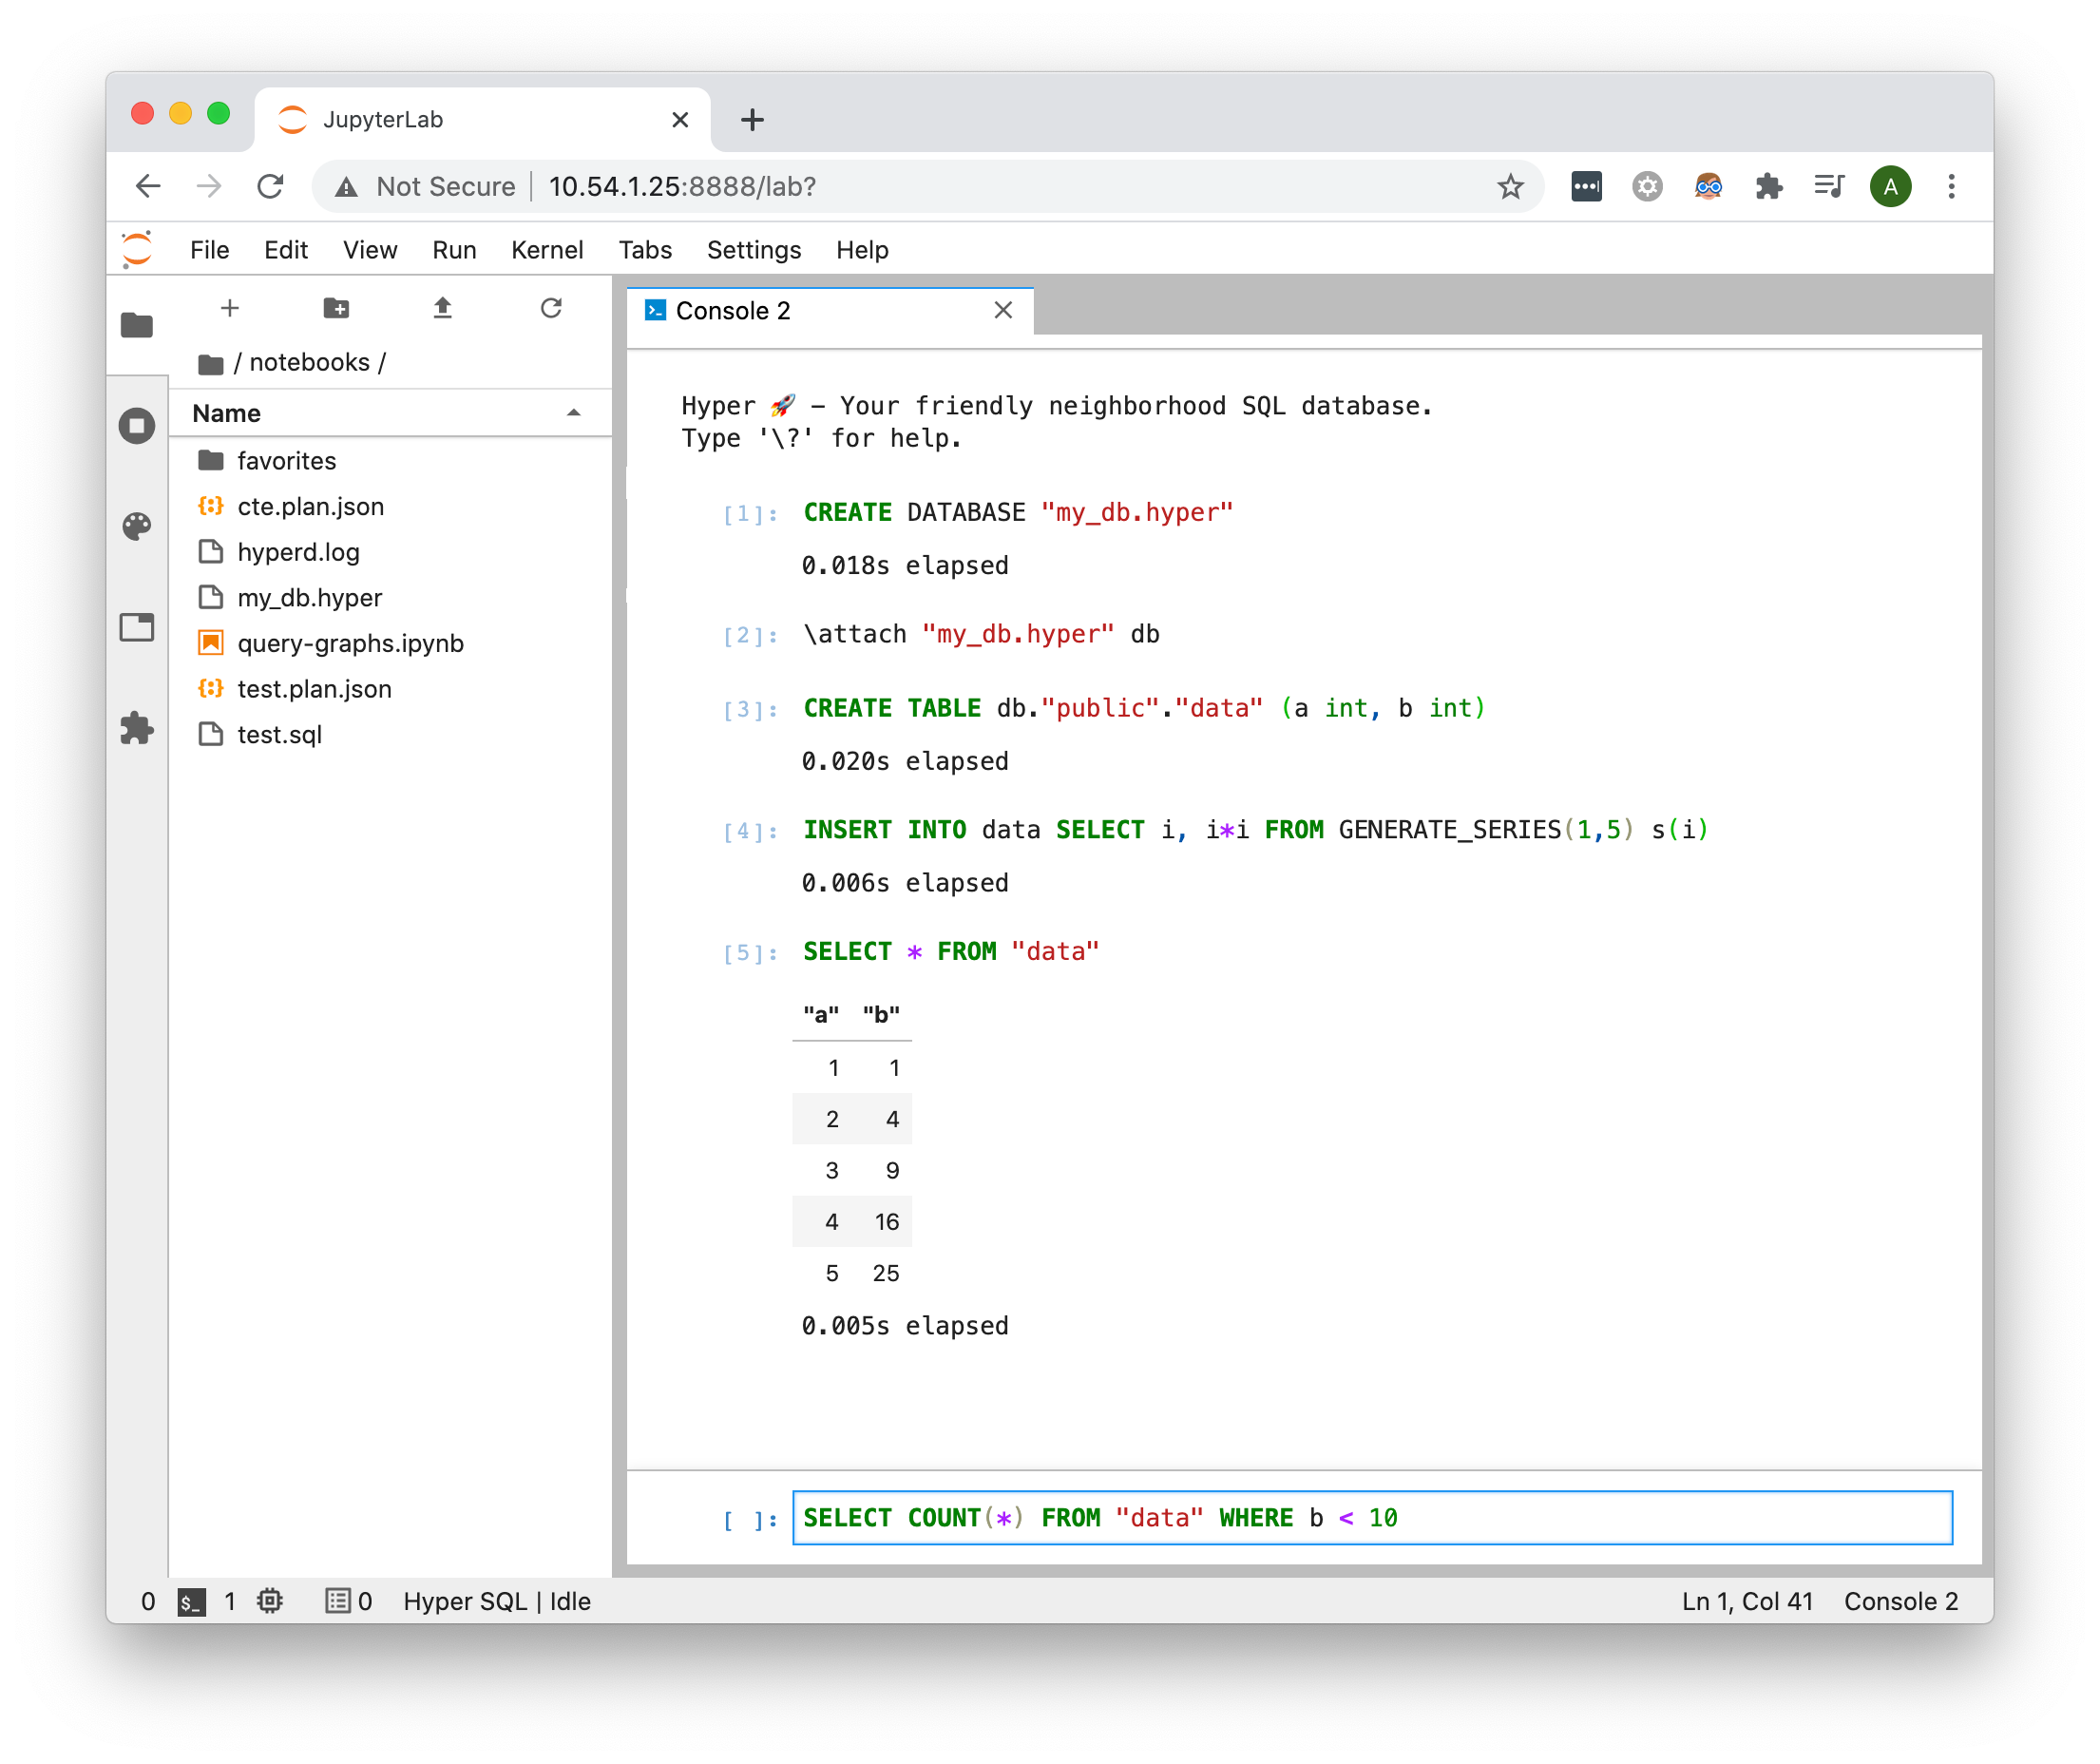 JupyterLab
Not Secure | 10.54.1.25:8888/lab?
A
File Edit View Run Kernel Tabs Settings Help
/ notebooks /
Name
favorites
cte.plan.json
hyperd.log
my_db.hyper
query-graphs.ipynb
test.plan.json
test.sql
Console 2
Hyper 🚀 – Your friendly neighborhood SQL database.
Type '\?' for help.
[1]: CREATE DATABASE "my_db.hyper"
0.018s elapsed
[2]: \attach "my_db.hyper" db
[3]: CREATE TABLE db."public"."data" (a int, b int)
0.020s elapsed
[4]: INSERT INTO data SELECT i, i*i FROM GENERATE_SERIES(1,5) s(i)
0.006s elapsed
[5]: SELECT * FROM "data"
"a" "b"
1 1
2 4
3 9
4 16
5 25
0.005s elapsed
[ ]: SELECT COUNT(*) FROM "data" WHERE b < 10
0 $_ 1 0 Hyper SQL | Idle Ln 1, Col 41 Console 2